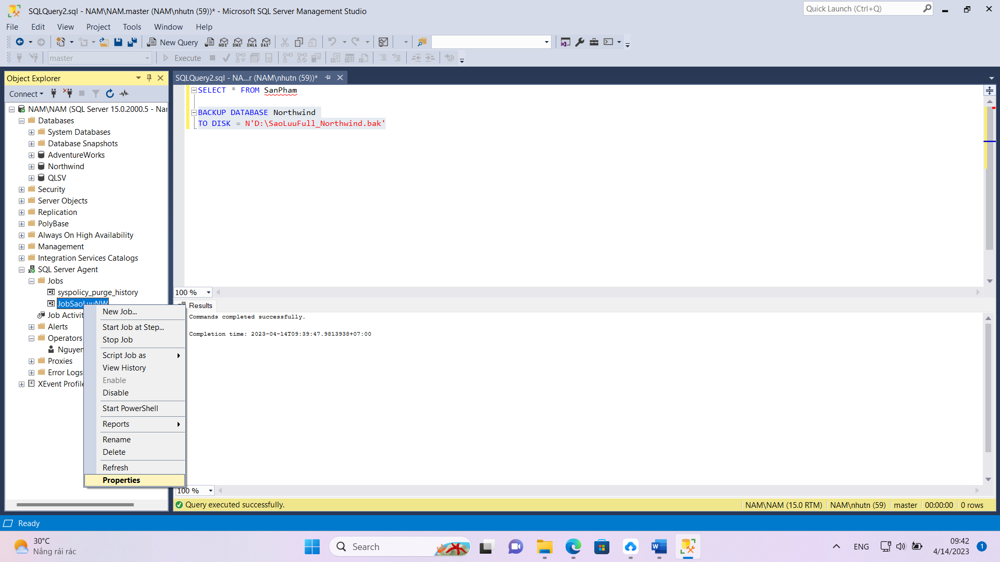 SQLQuery2.sql - NAM\NAM.master (NAM\nhutn (59))* - Microsoft SQL Server Management Studio
Quick Launch (Ctrl+Q)
File Edit View Project Tools Window Help
New Query MDX DMX XMLA DAX
master Execute
Object Explorer
SQLQuery2.sql - NA...r (NAM\nhutn (59))*
Connect
NAM\NAM (SQL Server 15.0.2000.5 - Nar
Databases
System Databases
Database Snapshots
AdventureWorks
Northwind
QLSV
Security
Server Objects
Replication
PolyBase
Always On High Availability
Management
Integration Services Catalogs
SQL Server Agent
Jobs
syspolicy_purge_history
JobSaoLuuNW
Job Activit
Alerts
Operators
Nguyen
Proxies
Error Logs
XEvent Profile
New Job...
Start Job at Step...
Stop Job
Script Job as
View History
Enable
Disable
Start PowerShell
Reports
Rename
Delete
Refresh
Properties
SELECT * FROM SanPham
BACKUP DATABASE Northwind
TO DISK = N'D:\SaoLuuFull_Northwind.bak'
100 %
Results
Commands completed successfully.
Completion time: 2023-04-14T09:39:47.9813938+07:00
100 %
Query executed successfully. NAM\NAM (15.0 RTM) NAM\nhutn (59) master 00:00:00 0 rows
Ready
30°C
Nắng rải rác
Search
ENG
09:42
4/14/2023
1